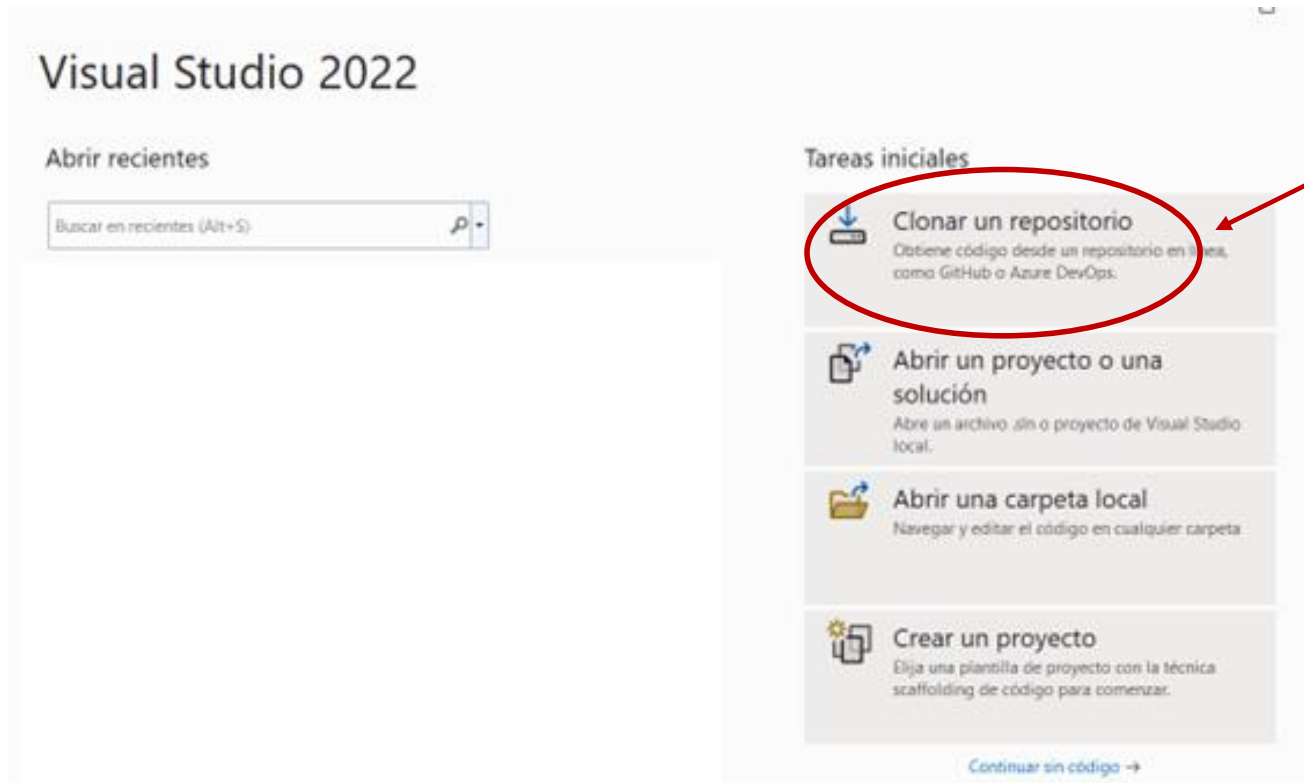 Visual Studio 2022
Abrir recientes
Buscar en recientes (Alt+S)
Tareas iniciales
Clonar un repositorio
Obtiene código desde un repositorio en línea,
como GitHub o Azure DevOps.
Abrir un proyecto o una
solución
Abre un archivo .sln o proyecto de Visual Studio
local.
Abrir una carpeta local
Navegar y editar el código en cualquier carpeta
Crear un proyecto
Elija una plantilla de proyecto con la técnica
scaffolding de código para comenzar.
Continuar sin código →